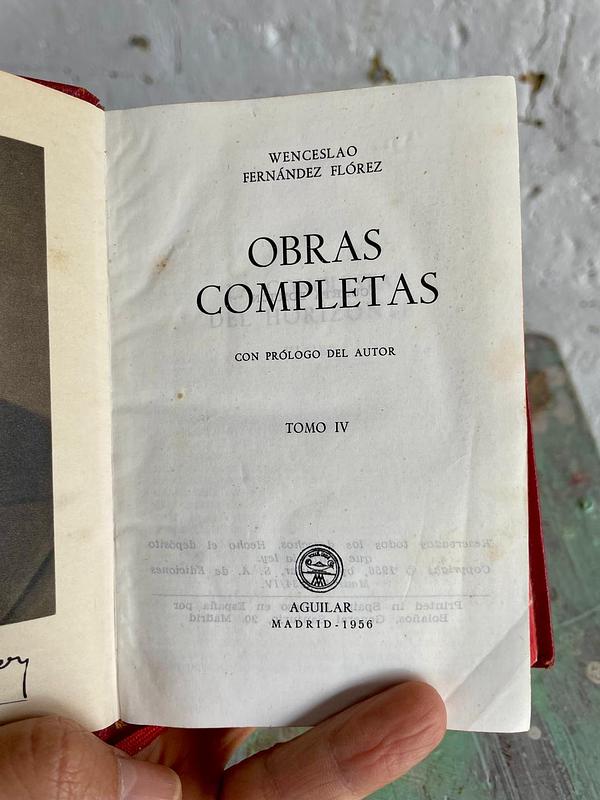 WENCESLAO
FERNÁNDEZ FLÓREZ
OBRAS
COMPLETAS
CON PRÓLOGO DEL AUTOR
TOMO IV
AGUILAR
MADRID-1956